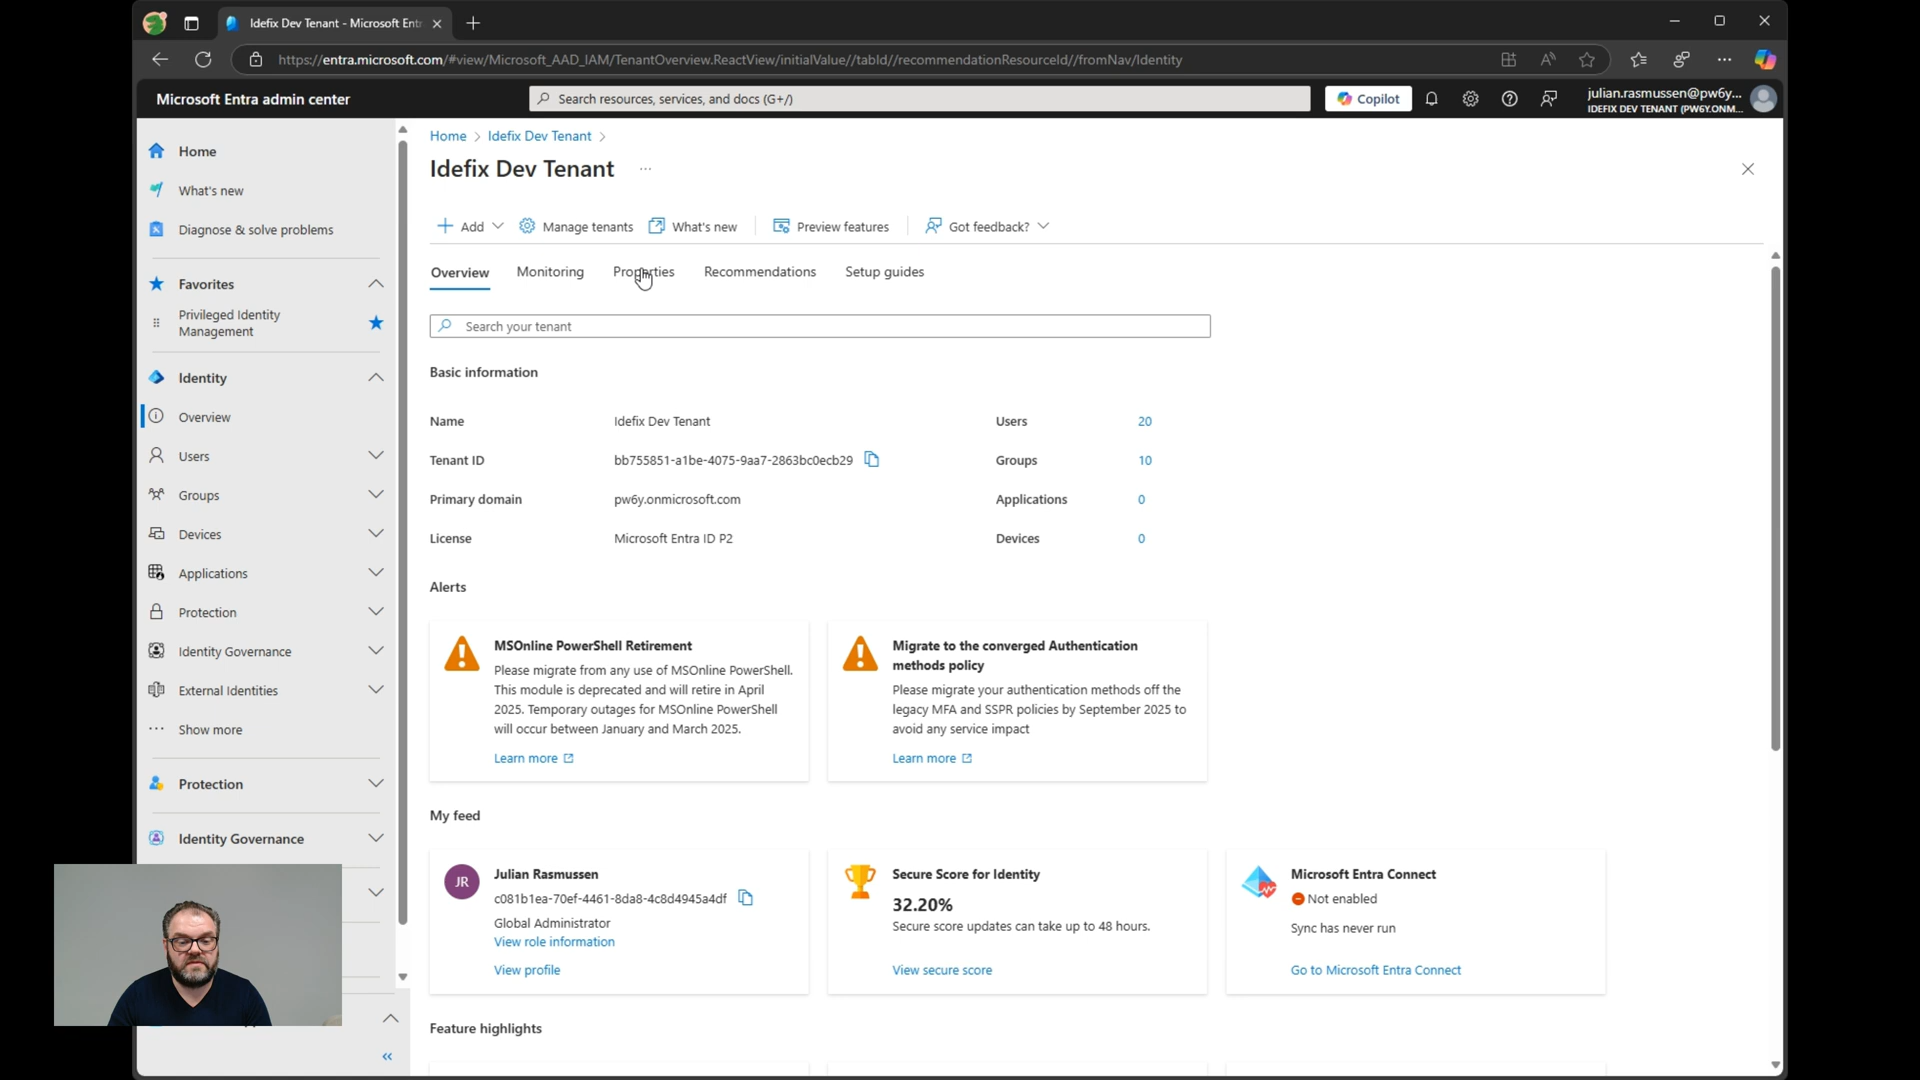 Idefix Dev Tenant - Microsoft Entr
https://entra.microsoft.com/#view/Microsoft_AAD_IAM/TenantOverview.ReactView/initialValue//tabId//recommendationResourceId//fromNav/Identity
Microsoft Entra admin center
Search resources, services, and docs (G+/)
Copilot
julian.rasmussen@pw6y...
IDEFIX DEV TENANT (PW6Y.ONM...
Home
What's new
Diagnose & solve problems
Favorites
Privileged Identity
Management
Identity
Overview
Users
Groups
Devices
Applications
Protection
Identity Governance
External Identities
Show more
Protection
Identity Governance
Home > Idefix Dev Tenant >
Idefix Dev Tenant ...
Add
Manage tenants
What's new
Preview features
Got feedback?
Overview
Monitoring
Properties
Recommendations
Setup guides
Search your tenant
Basic information
Name Idefix Dev Tenant Users 20
Tenant ID bb755851-a1be-4075-9aa7-2863bc0ecb29 Groups 10
Primary domain pw6y.onmicrosoft.com Applications 0
License Microsoft Entra ID P2 Devices 0
Alerts
MSOnline PowerShell Retirement
Please migrate from any use of MSOnline PowerShell.
This module is deprecated and will retire in April
2025. Temporary outages for MSOnline PowerShell
will occur between January and March 2025.
Learn more
Migrate to the converged Authentication
methods policy
Please migrate your authentication methods off the
legacy MFA and SSPR policies by September 2025 to
avoid any service impact
Learn more
My feed
JR
Julian Rasmussen
c081b1ea-70ef-4461-8da8-4c8d4945a4df
Global Administrator
View role information
View profile
Secure Score for Identity
32.20%
Secure score updates can take up to 48 hours.
View secure score
Microsoft Entra Connect
Not enabled
Sync has never run
Go to Microsoft Entra Connect
Feature highlights